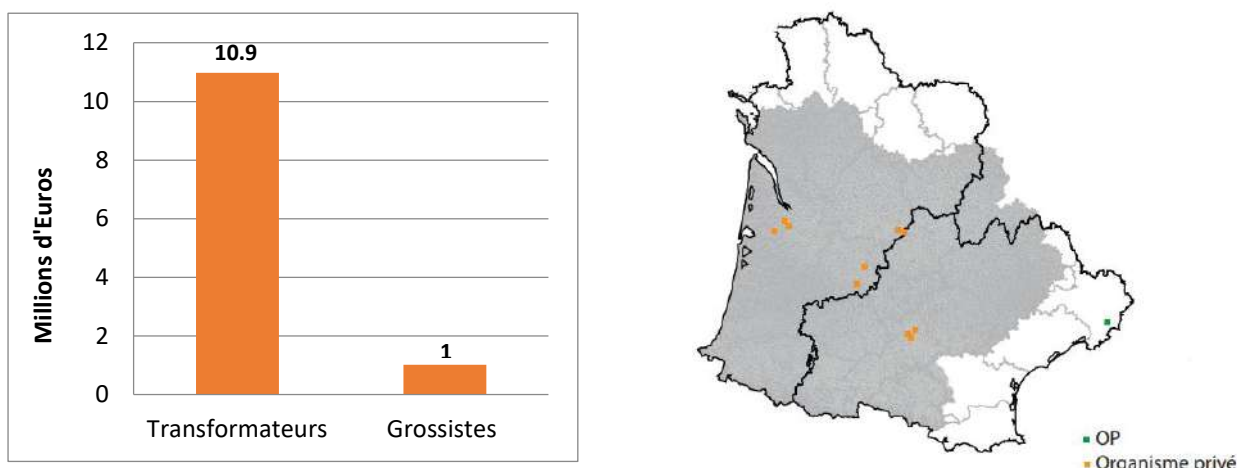 Millions d'Euros
12
10
8
6
4
2
0
10.9
1
Transformateurs
Grossistes
OP
Organisme privé